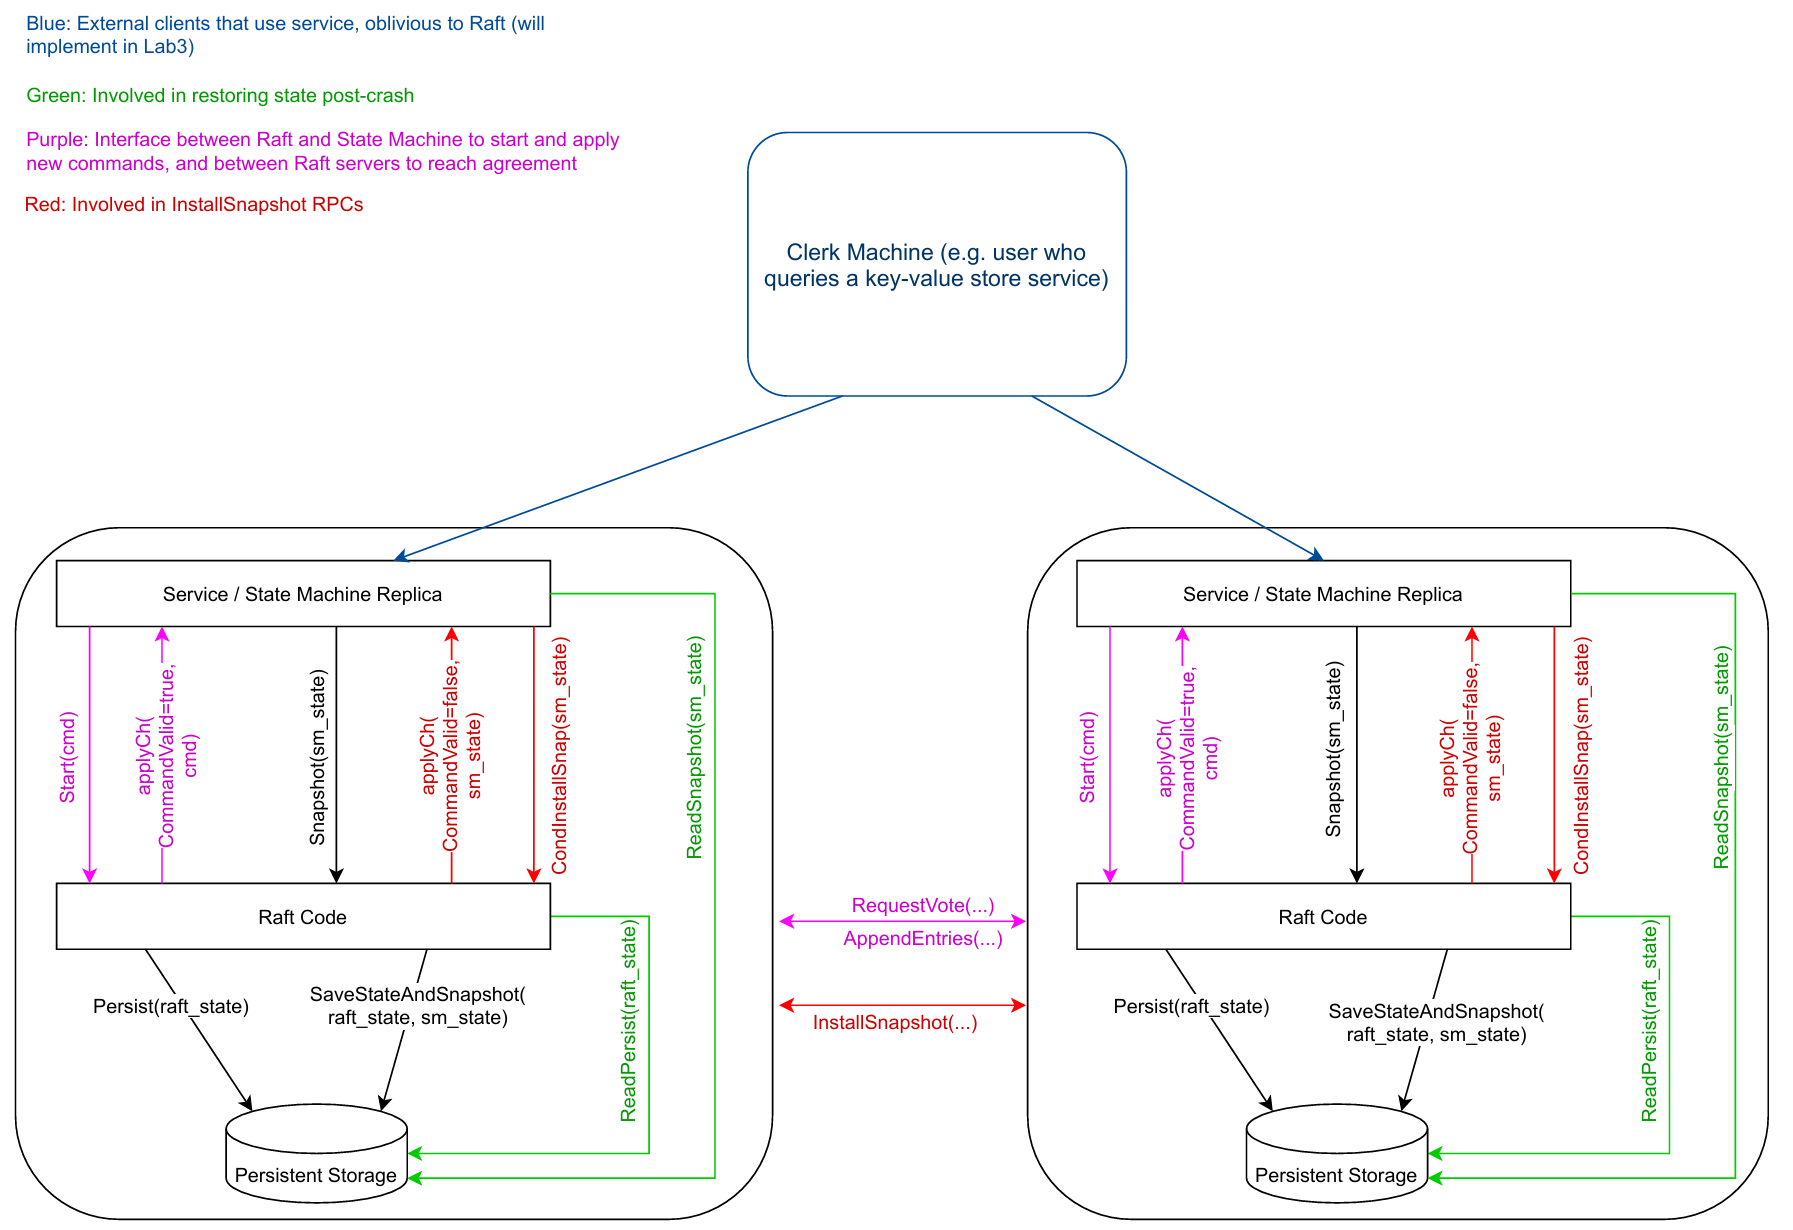 Blue: External clients that use service, oblivious to Raft (will
implement in Lab3)
Green: Involved in restoring state post-crash
Purple: Interface between Raft and State Machine to start and apply
new commands, and between Raft servers to reach agreement
Red: Involved in InstallSnapshot RPCs
Clerk Machine (e.g. user who
queries a key-value store service)
Service / State Machine Replica
Start(cmd)
applyCh(
CommandValid=true,
cmd)
Snapshot(sm_state)
applyCh(
CommandValid=false,
sm_state)
CondInstallSnap(sm_state)
ReadSnapshot(sm_state)
Raft Code
Persist(raft_state)
SaveStateAndSnapshot(
raft_state, sm_state)
ReadPersist(raft_state)
Persistent Storage
RequestVote(...)
AppendEntries(...)
InstallSnapshot(...)
Service / State Machine Replica
Start(cmd)
applyCh(
CommandValid=true,
cmd)
Snapshot(sm_state)
applyCh(
CommandValid=false,
sm_state)
CondInstallSnap(sm_state)
ReadSnapshot(sm_state)
Raft Code
Persist(raft_state)
SaveStateAndSnapshot(
raft_state, sm_state)
ReadPersist(raft_state)
Persistent Storage